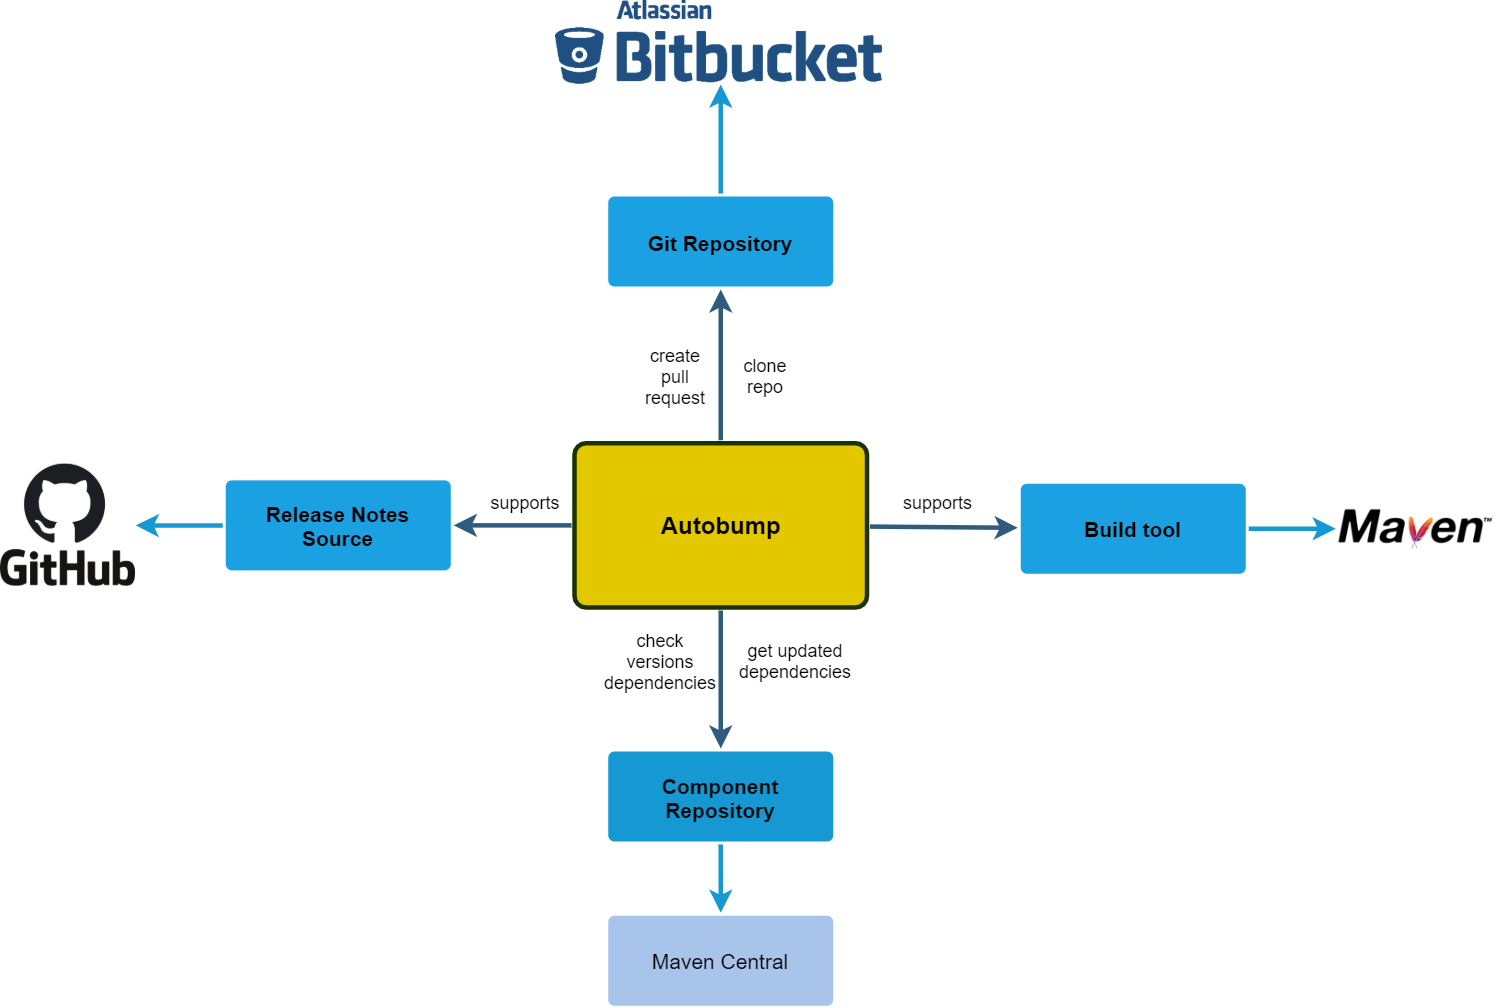 Atlassian
Bitbucket
Git Repository
create
pull
request
clone
repo
GitHub
Release Notes
Source
supports
Autobump
supports
Build tool
Maven™
check
versions
dependencies
get updated
dependencies
Component
Repository
Maven Central